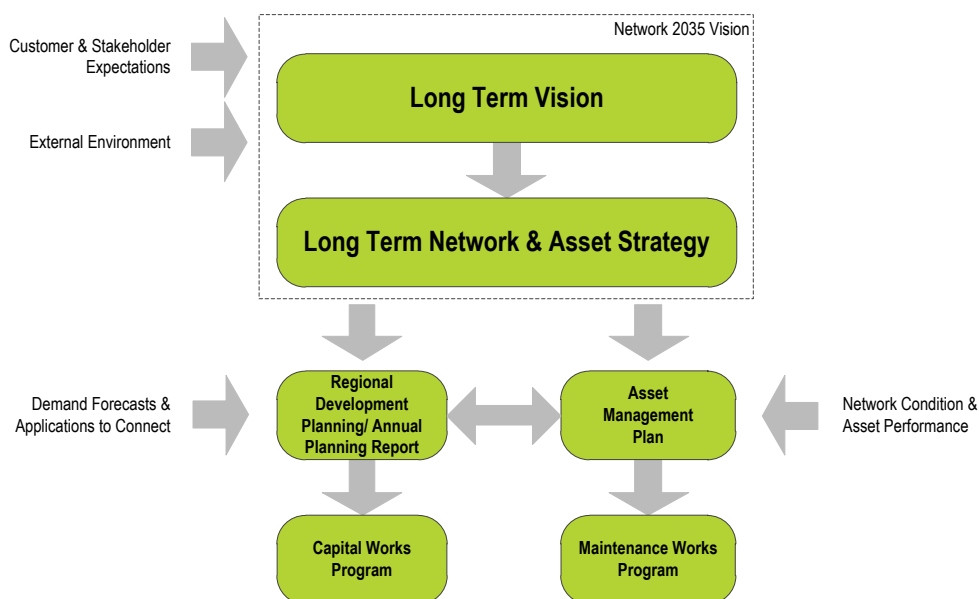 Network 2035 Vision
Customer & Stakeholder
Expectations
Long Term Vision
External Environment
Long Term Network & Asset Strategy
Demand Forecasts &
Applications to Connect
Regional
Development
Planning/ Annual
Planning Report
Asset
Management
Plan
Network Condition &
Asset Performance
Capital Works
Program
Maintenance Works
Program